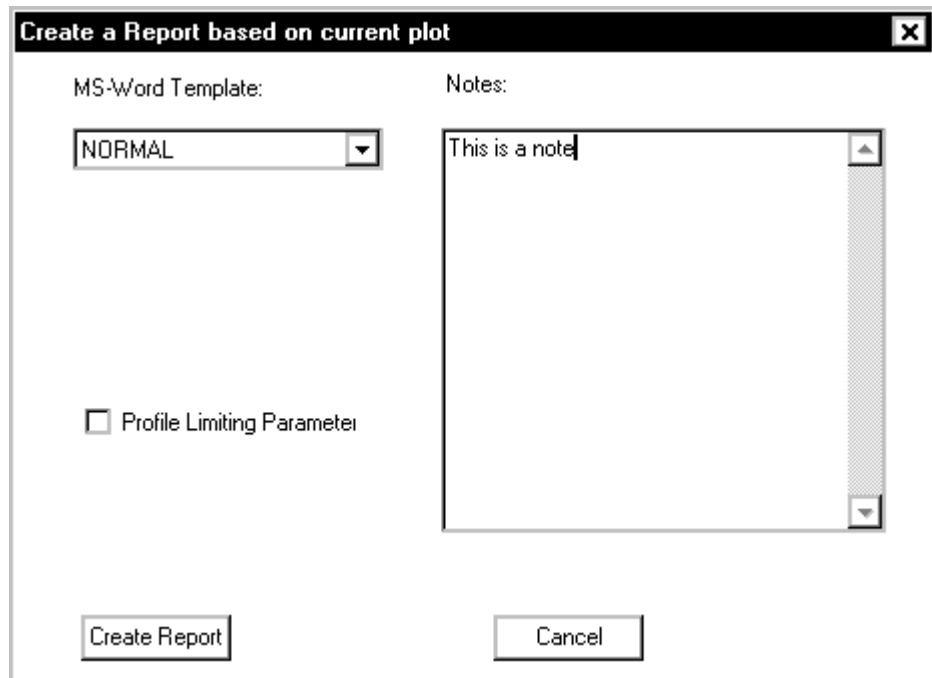 Create a Report based on current plot
MS-Word Template:
Notes:
NORMAL
This is a note
Profile Limiting Parameter
Create Report
Cancel